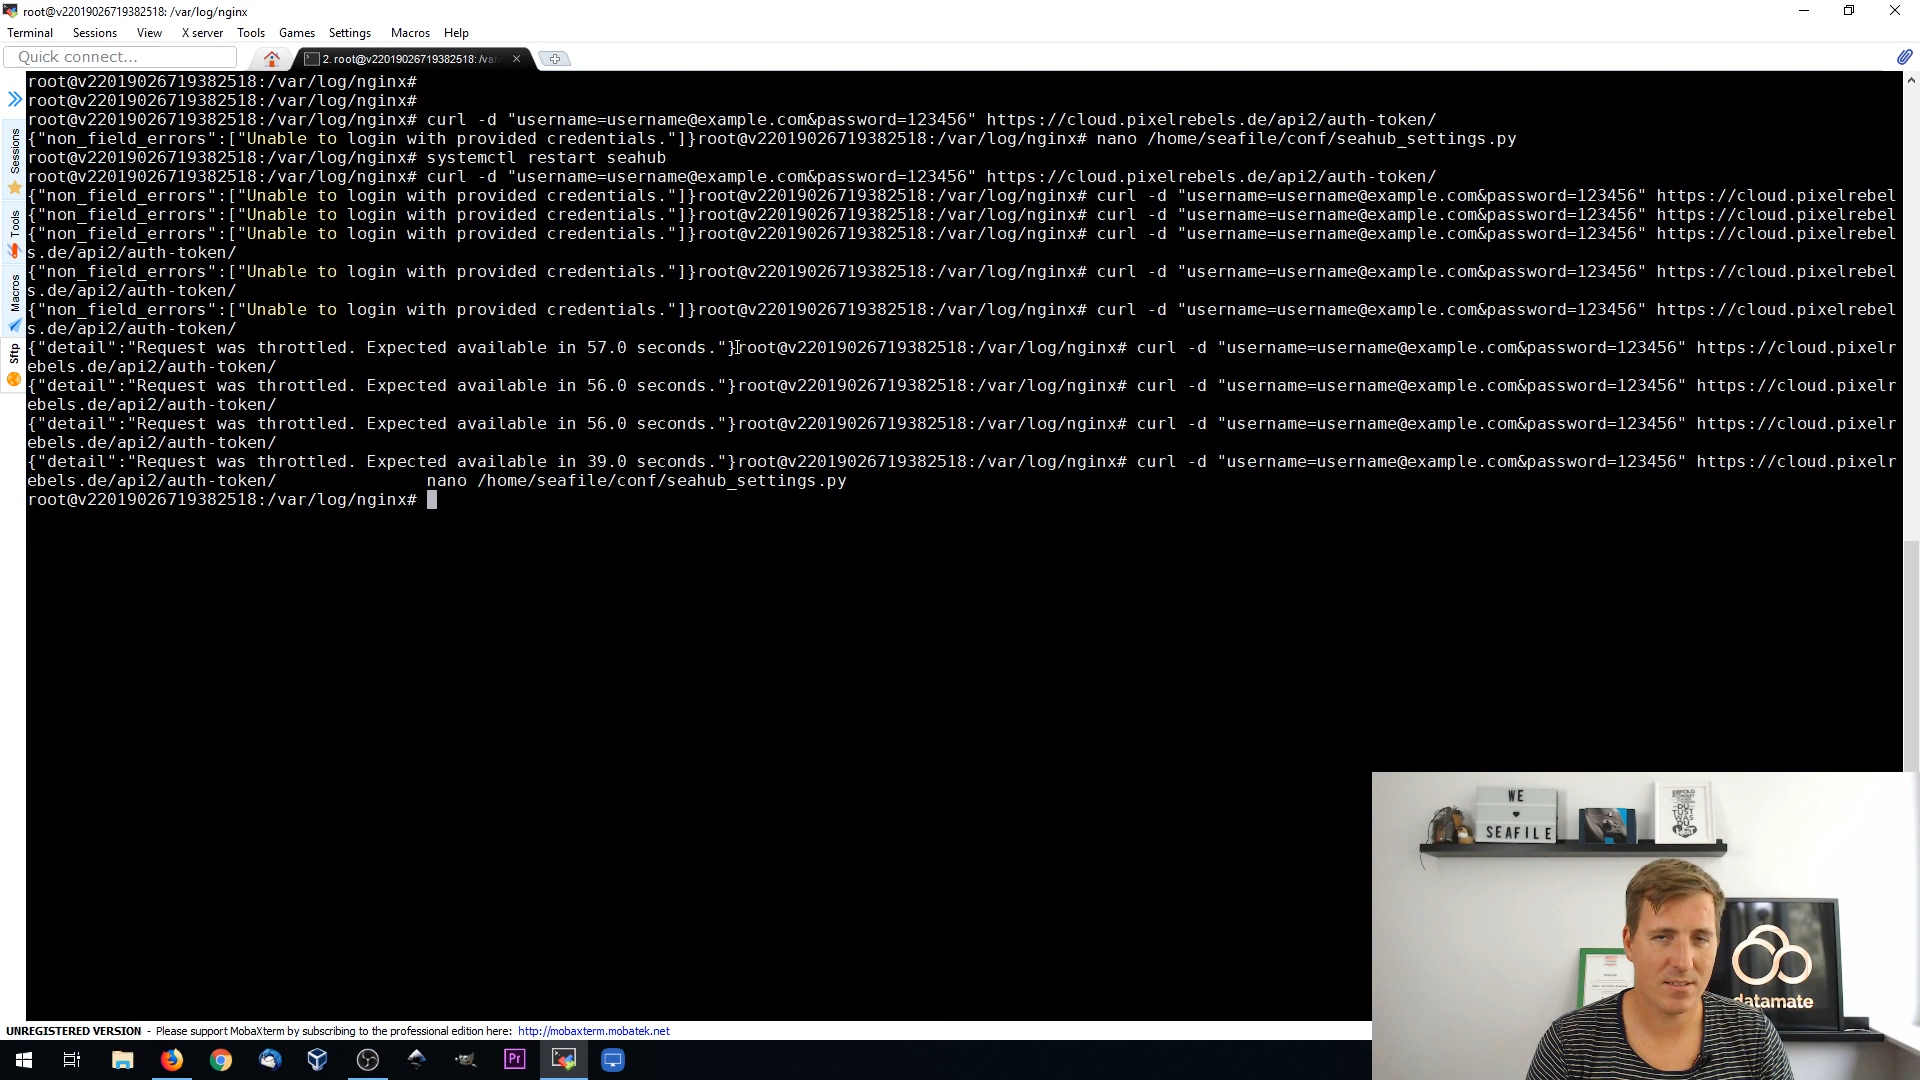 root@v22019026719382518: /var/log/nginx
Terminal Sessions View X server Tools Games Settings Macros Help
Quick connect...
2. root@v22019026719382518: /var
Sessions
Tools
Macros
Sftp
root@v22019026719382518:/var/log/nginx#
root@v22019026719382518:/var/log/nginx#
root@v22019026719382518:/var/log/nginx# curl -d "username=username@example.com&password=123456" https://cloud.pixelrebels.de/api2/auth-token/
{"non_field_errors":["Unable to login with provided credentials."]}root@v22019026719382518:/var/log/nginx# nano /home/seafile/conf/seahub_settings.py
root@v22019026719382518:/var/log/nginx# systemctl restart seahub
root@v22019026719382518:/var/log/nginx# curl -d "username=username@example.com&password=123456" https://cloud.pixelrebels.de/api2/auth-token/
{"non_field_errors":["Unable to login with provided credentials."]}root@v22019026719382518:/var/log/nginx# curl -d "username=username@example.com&password=123456" https://cloud.pixelrebel
{"non_field_errors":["Unable to login with provided credentials."]}root@v22019026719382518:/var/log/nginx# curl -d "username=username@example.com&password=123456" https://cloud.pixelrebel
{"non_field_errors":["Unable to login with provided credentials."]}root@v22019026719382518:/var/log/nginx# curl -d "username=username@example.com&password=123456" https://cloud.pixelrebel
s.de/api2/auth-token/
{"non_field_errors":["Unable to login with provided credentials."]}root@v22019026719382518:/var/log/nginx# curl -d "username=username@example.com&password=123456" https://cloud.pixelrebel
s.de/api2/auth-token/
{"non_field_errors":["Unable to login with provided credentials."]}root@v22019026719382518:/var/log/nginx# curl -d "username=username@example.com&password=123456" https://cloud.pixelrebel
s.de/api2/auth-token/
{"detail":"Request was throttled. Expected available in 57.0 seconds."}root@v22019026719382518:/var/log/nginx# curl -d "username=username@example.com&password=123456" https://cloud.pixelr
ebels.de/api2/auth-token/
{"detail":"Request was throttled. Expected available in 56.0 seconds."}root@v22019026719382518:/var/log/nginx# curl -d "username=username@example.com&password=123456" https://cloud.pixelr
ebels.de/api2/auth-token/
{"detail":"Request was throttled. Expected available in 56.0 seconds."}root@v22019026719382518:/var/log/nginx# curl -d "username=username@example.com&password=123456" https://cloud.pixelr
ebels.de/api2/auth-token/
{"detail":"Request was throttled. Expected available in 39.0 seconds."}root@v22019026719382518:/var/log/nginx# curl -d "username=username@example.com&password=123456" https://cloud.pixelr
ebels.de/api2/auth-token/ nano /home/seafile/conf/seahub_settings.py
root@v22019026719382518:/var/log/nginx#
WE
SEAFILE
ERFOLG
KOMMT
DU
TUST
WAS
DU
datamate
UNREGISTERED VERSION - Please support MobaXterm by subscribing to the professional edition here: http://mobaxterm.mobatek.net
Pr